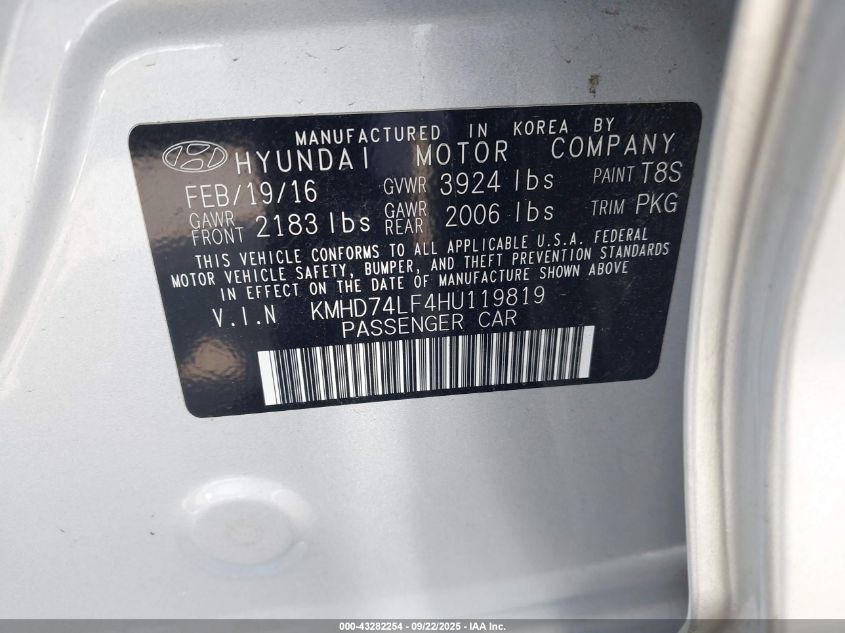 MANUFACTURED IN KOREA BY
HYUNDAI MOTOR COMPANY
FEB/19/16 GVWR 3924 lbs PAINT T8S
GAWR FRONT 2183 lbs GAWR REAR 2006 lbs TRIM PKG
THIS VEHICLE CONFORMS TO ALL APPLICABLE U.S.A. FEDERAL
MOTOR VEHICLE SAFETY, BUMPER, AND THEFT PREVENTION STANDARDS
IN EFFECT ON THE DATE OF MANUFACTURE SHOWN ABOVE
V.I.N KMHD74LF4HU119819
PASSENGER CAR
000-43282254 - 09/22/2025 - IAA Inc.